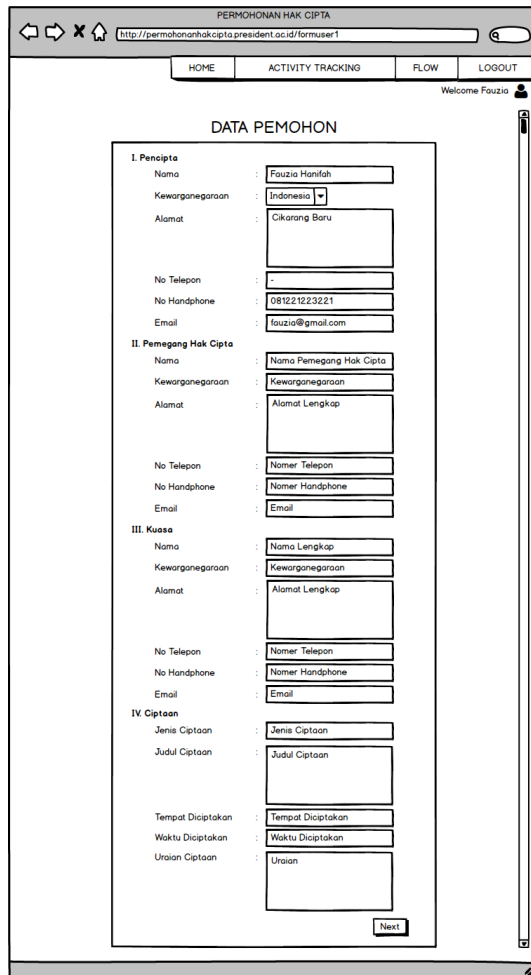 PERMOHONAN HAK CIPTA
http://permohonanhakcipta.president.ac.id/formuser1
HOME ACTIVITY TRACKING FLOW LOGOUT
Welcome Fauzia
DATA PEMOHON
I. Pencipta
Nama : Fauzia Hanifah
Kewarganegaraan : Indonesia
Alamat : Cikarang Baru
No Telepon : -
No Handphone : 081221223221
Email : fauzia@gmail.com
II. Pemegang Hak Cipta
Nama : Nama Pemegang Hak Cipta
Kewarganegaraan : Kewarganegaraan
Alamat : Alamat Lengkap
No Telepon : Nomer Telepon
No Handphone : Nomer Handphone
Email : Email
III. Kuasa
Nama : Nama Lengkap
Kewarganegaraan : Kewarganegaraan
Alamat : Alamat Lengkap
No Telepon : Nomer Telepon
No Handphone : Nomer Handphone
Email : Email
IV. Ciptaan
Jenis Ciptaan : Jenis Ciptaan
Judul Ciptaan : Judul Ciptaan
Tempat Diciptakan : Tempat Diciptakan
Waktu Diciptakan : Waktu Diciptakan
Uraian Ciptaan : Uraian
Next